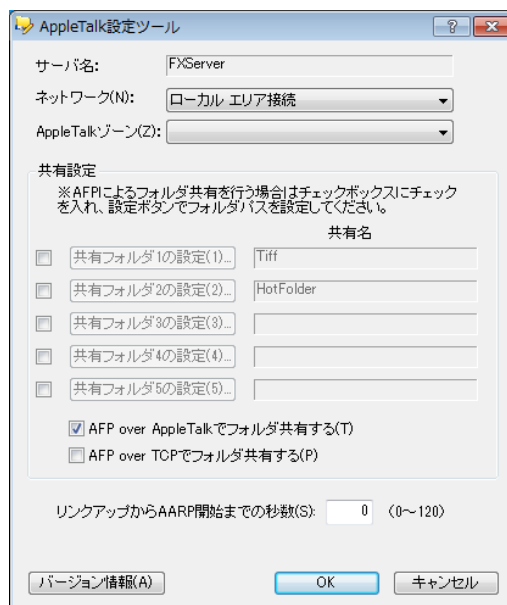 AppleTalk設定ツール
サーバ名: FXServer
ネットワーク(N): ローカル エリア接続
AppleTalkゾーン(Z):
共有設定
※AFPによるフォルダ共有を行う場合はチェックボックスにチェック
を入れ、設定ボタンでフォルダパスを設定してください。
共有名
共有フォルダ1の設定(1)... Tiff
共有フォルダ2の設定(2)... HotFolder
共有フォルダ3の設定(3)...
共有フォルダ4の設定(4)...
共有フォルダ5の設定(5)...
AFP over AppleTalkでフォルダ共有する(T)
AFP over TCPでフォルダ共有する(P)
リンクアップからAARP開始までの秒数(S): 0 (0~120)
バージョン情報(A) OK キャンセル